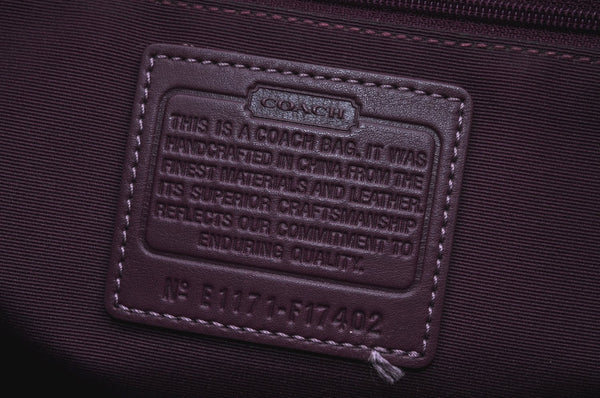 COACH
THIS IS A COACH BAG. IT WAS
HANDCRAFTED IN CHINA FROM THE
FINEST MATERIALS AND LEATHER.
ITS SUPERIOR CRAFTSMANSHIP
REFLECTS OUR COMMITMENT TO
ENDURING QUALITY.
Nº E1171-F17402